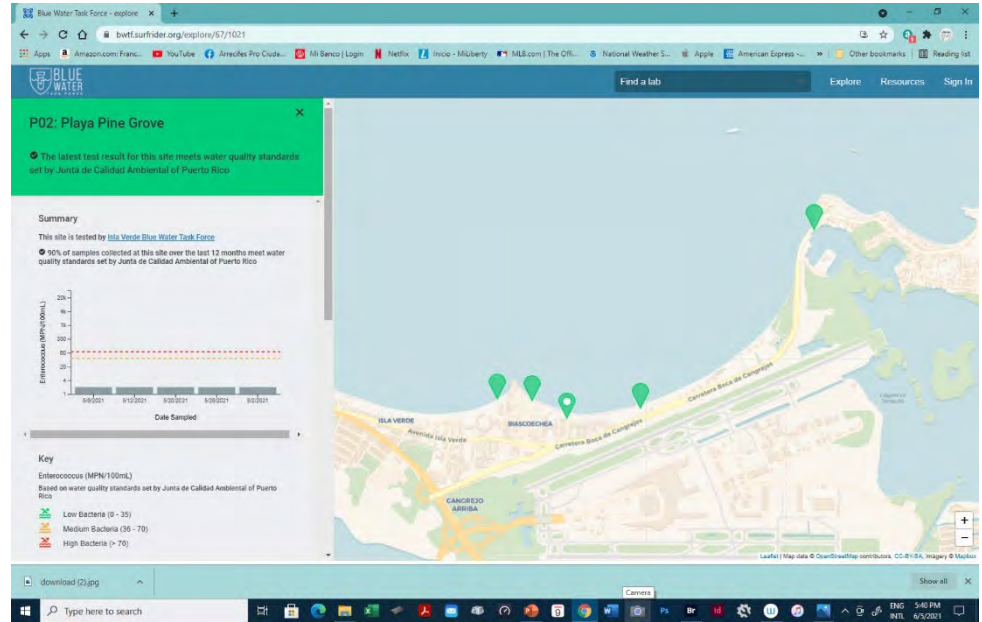 Blue Water Task Force - explore
bwtf.surfrider.org/explore/67/1021
Apps Amazon.com: Franc... YouTube Arrecifes Pro Ciuda... Mi Banco | Login Netflix Inicio - MiLiberty MLB.com | The Offi... National Weather S... Apple American Express -... » Other bookmarks Reading list
BLUE
WATER
Find a lab Explore Resources Sign In
P02: Playa Pine Grove
The latest test result for this site meets water quality standards
set by Junta de Calidad Ambiental of Puerto Rico
Summary
This site is tested by Isla Verde Blue Water Task Force
90% of samples collected at this site over the last 12 months meet water
quality standards set by Junta de Calidad Ambiental of Puerto Rico
Enterococcus (MPN/100mL)
20k
20
4
1
Date Sampled
Key
Enterococcus (MPN/100mL)
Based on water quality standards set by Junta de Calidad Ambiental of Puerto
Rico
Low Bacteria (0 - 35)
Medium Bacteria (36 - 70)
High Bacteria (> 70)
ISLA VERDE
Avenida Isla Verde
BIASCOECHEA
Carretera Boca de Cangrejos
Carretera Boca de Cangrejos
CANGREJO
ARRIBA
+
−
Leaflet | Map data © OpenStreetMap contributors, CC-BY-SA, Imagery © Mapbox
download (2).jpg
Show all
Camera
Type here to search
ENG 5:40 PM
INTL 6/5/2021